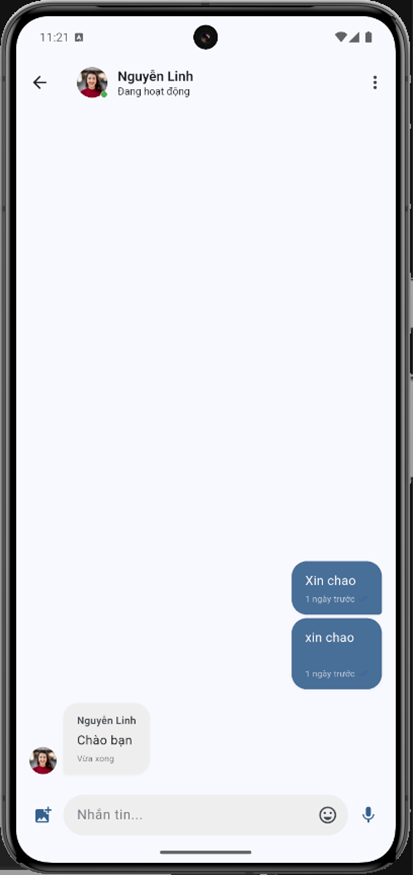 11:21
Nguyễn Linh
Đang hoạt động
Xin chao
1 ngày trước
xin chao
1 ngày trước
Nguyễn Linh
Chào bạn
Vừa xong
Nhắn tin...